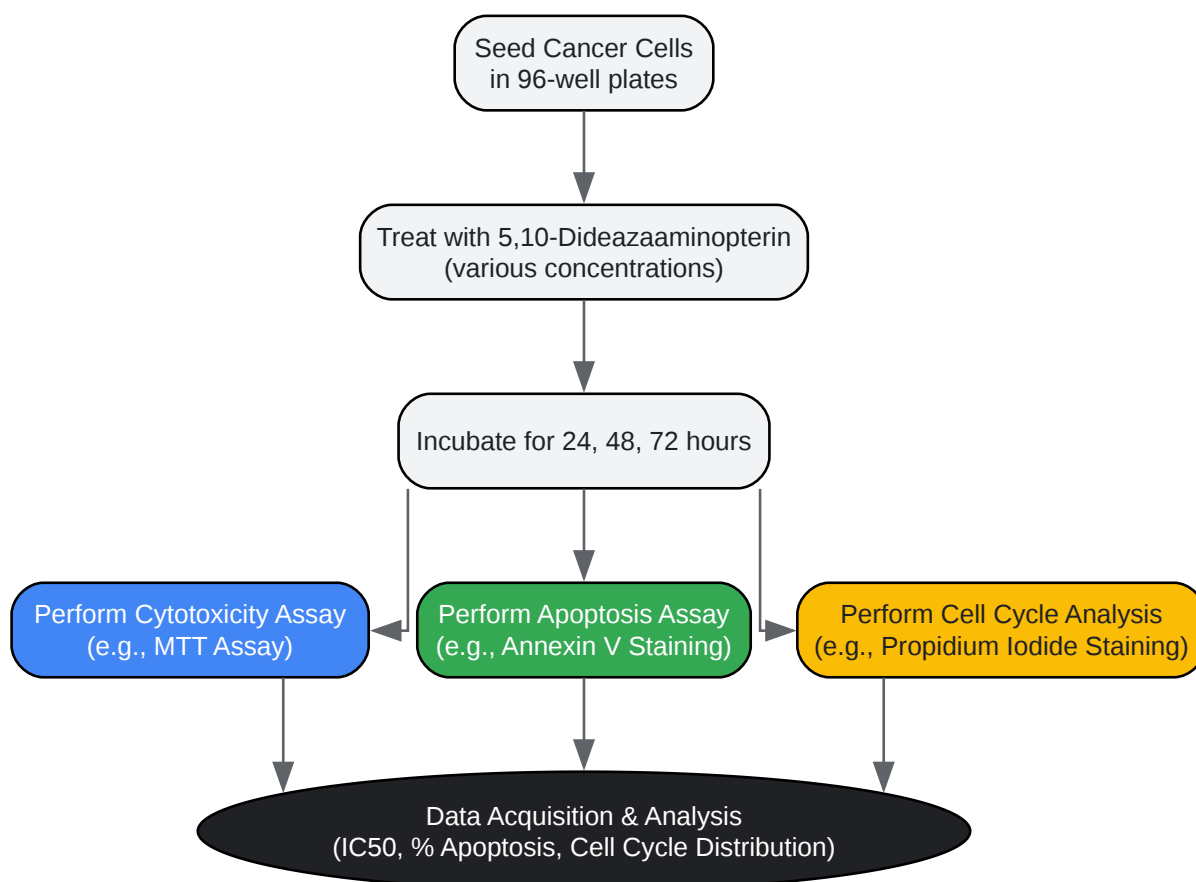 Seed Cancer Cells
in 96-well plates
Treat with 5,10-Dideazaaminopterin
(various concentrations)
Incubate for 24, 48, 72 hours
Perform Cytotoxicity Assay
(e.g., MTT Assay)
Perform Apoptosis Assay
(e.g., Annexin V Staining)
Perform Cell Cycle Analysis
(e.g., Propidium Iodide Staining)
Data Acquisition & Analysis
(IC50, % Apoptosis, Cell Cycle Distribution)